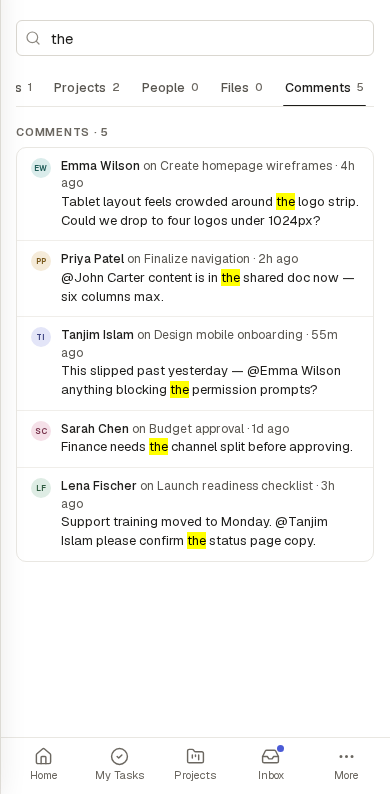 the
s 1 Projects 2 People 0 Files 0 Comments 5
COMMENTS · 5
EW Emma Wilson on Create homepage wireframes · 4h
ago
Tablet layout feels crowded around the logo strip.
Could we drop to four logos under 1024px?
PP Priya Patel on Finalize navigation · 2h ago
@John Carter content is in the shared doc now —
six columns max.
TI Tanjim Islam on Design mobile onboarding · 55m
ago
This slipped past yesterday — @Emma Wilson
anything blocking the permission prompts?
SC Sarah Chen on Budget approval · 1d ago
Finance needs the channel split before approving.
LF Lena Fischer on Launch readiness checklist · 3h
ago
Support training moved to Monday. @Tanjim
Islam please confirm the status page copy.
Home My Tasks Projects Inbox More